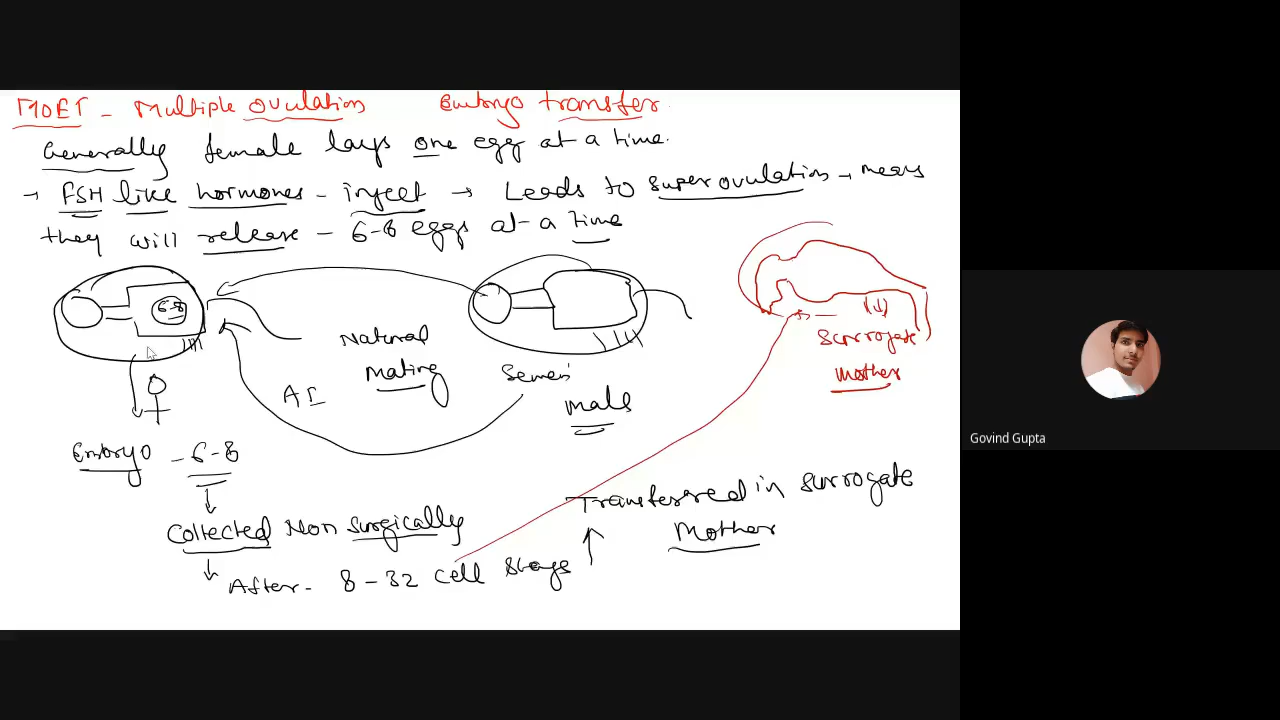 MOET - Multiple ovulation Embryo transfer
Generally female lays one egg at a time.
→ FSH like hormones - inject → Leads to super ovulation → means
they will release - 6-8 eggs at a time
6-8
Natural
Mating
AI
Semen
Male
Surrogate
Mother
♀
Embryo - 6-8
Collected Non surgically
After - 8-32 cell stage
Transferred in surrogate
Mother
Govind Gupta